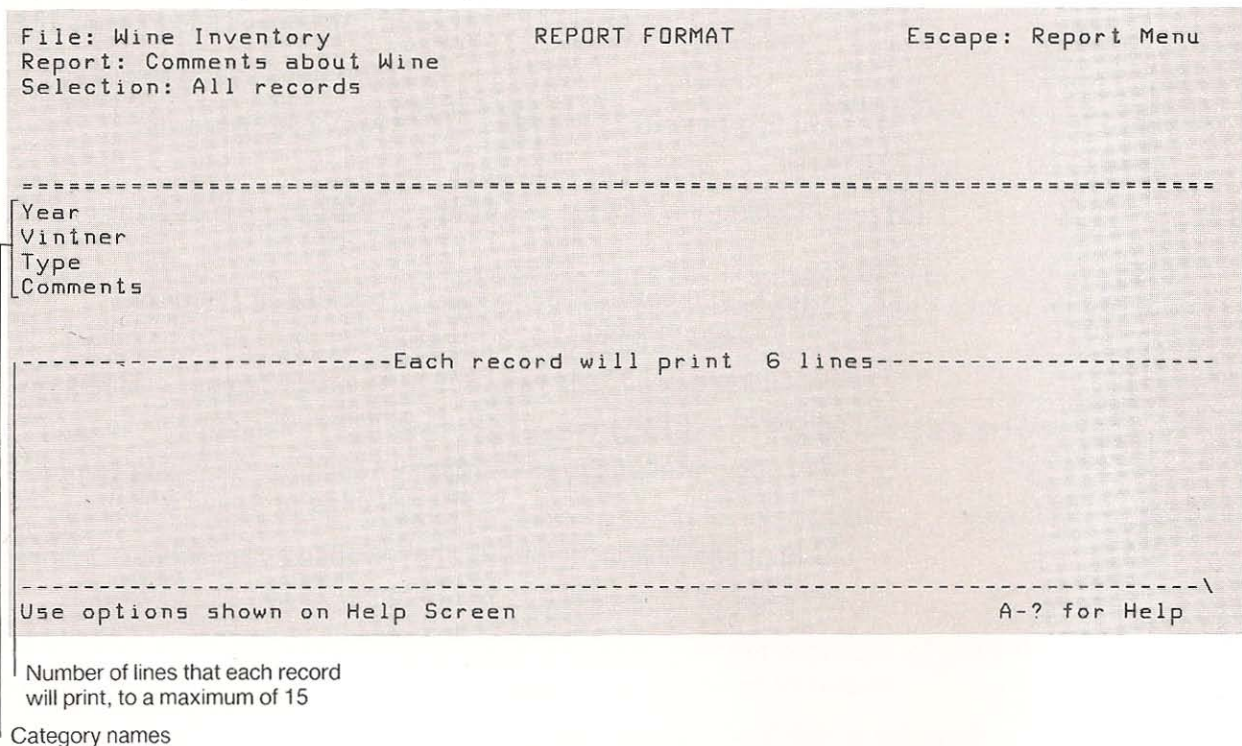 File: Wine Inventory REPORT FORMAT Escape: Report Menu
Report: Comments about Wine
Selection: All records
===============================================================================
Year
Vintner
Type
Comments
------------------------Each record will print 6 lines----------------------
-------------------------------------------------------------------------------\
Use options shown on Help Screen A-? for Help
Number of lines that each record
will print, to a maximum of 15
Category names